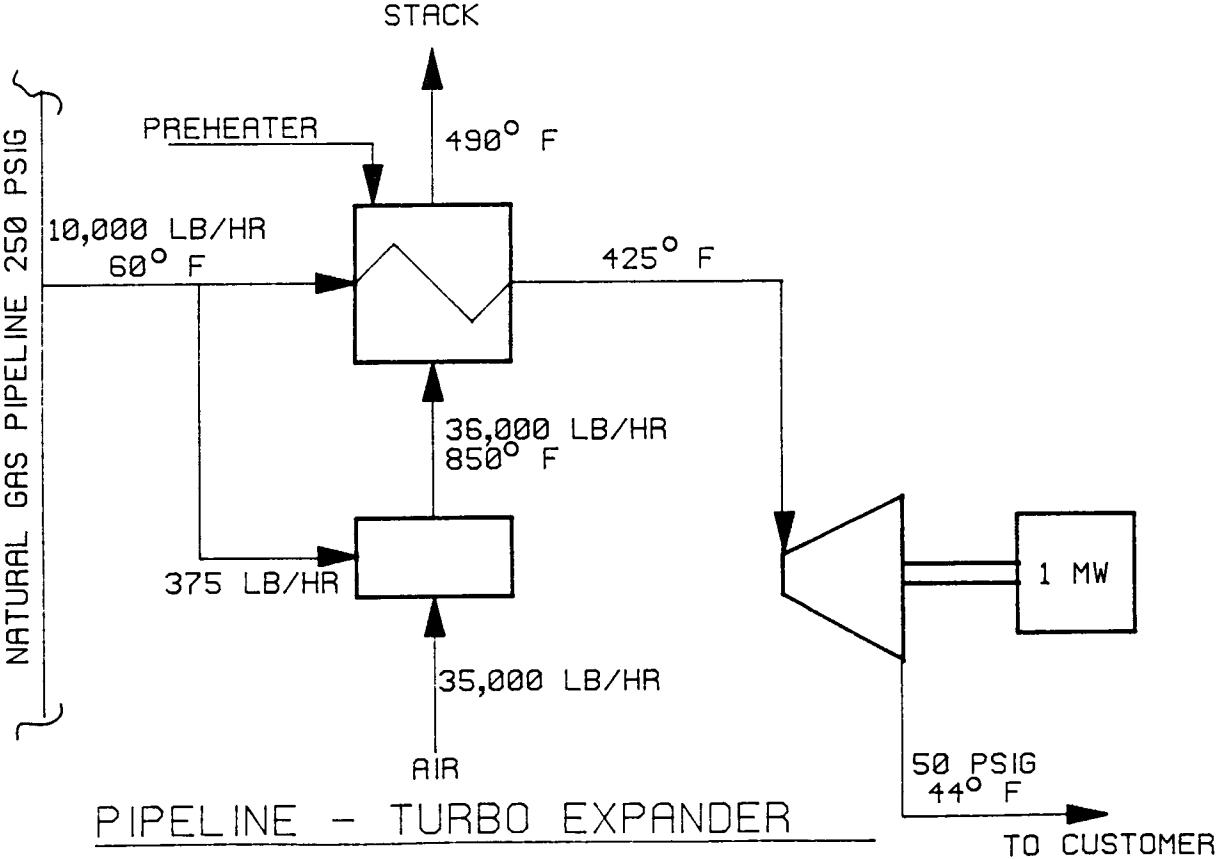 STACK
PREHEATER
490° F
NATURAL GAS PIPELINE 250 PSIG
10,000 LB/HR
60° F
425° F
36,000 LB/HR
850° F
375 LB/HR
1 MW
35,000 LB/HR
AIR
50 PSIG
44° F
PIPELINE - TURBO EXPANDER
TO CUSTOMER